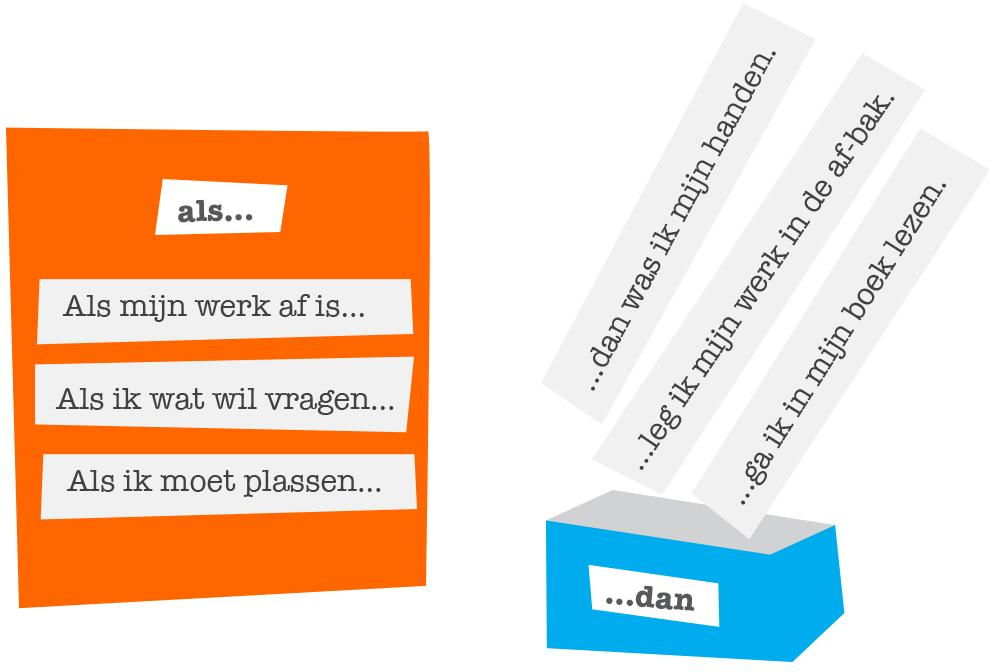 als...
Als mijn werk af is...
Als ik wat wil vragen...
Als ik moet plassen...
...dan was ik mijn handen.
...leg ik mijn werk in de af-bak.
...ga ik in mijn boek lezen.
...dan